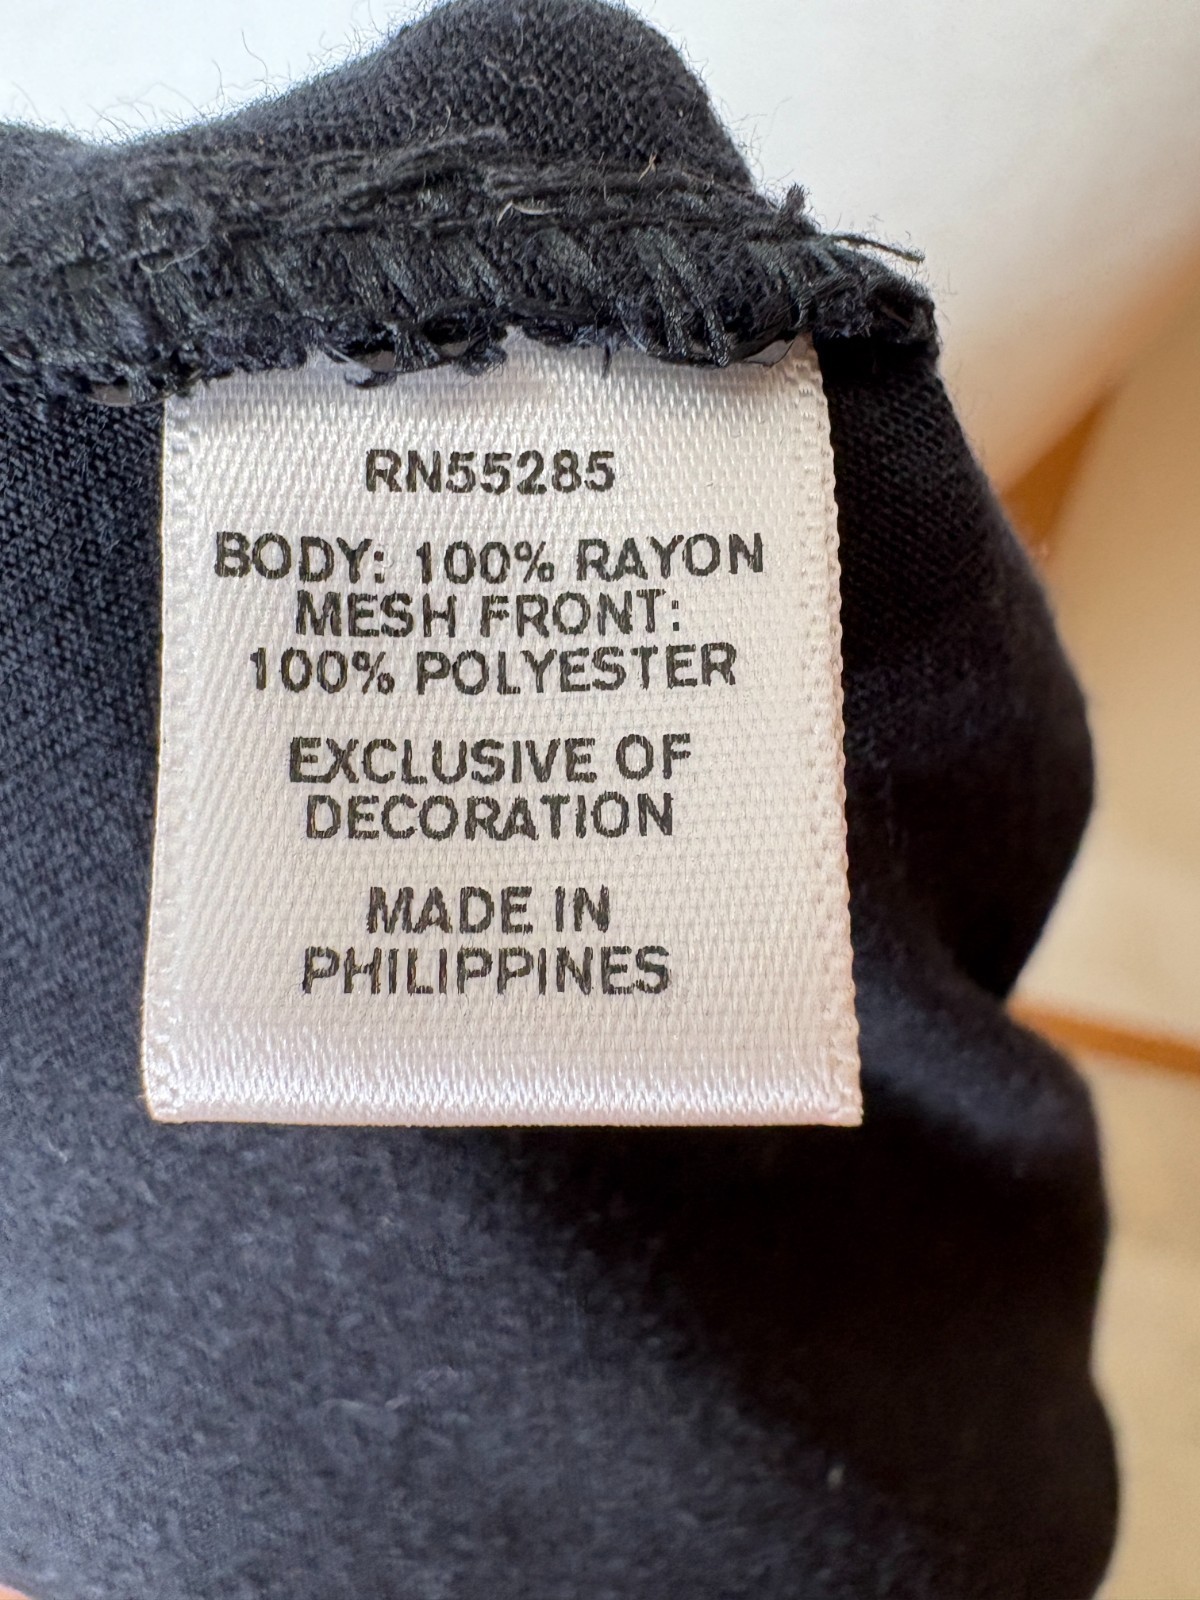 RN55285
BODY: 100% RAYON
MESH FRONT:
100% POLYESTER
EXCLUSIVE OF
DECORATION
MADE IN
PHILIPPINES